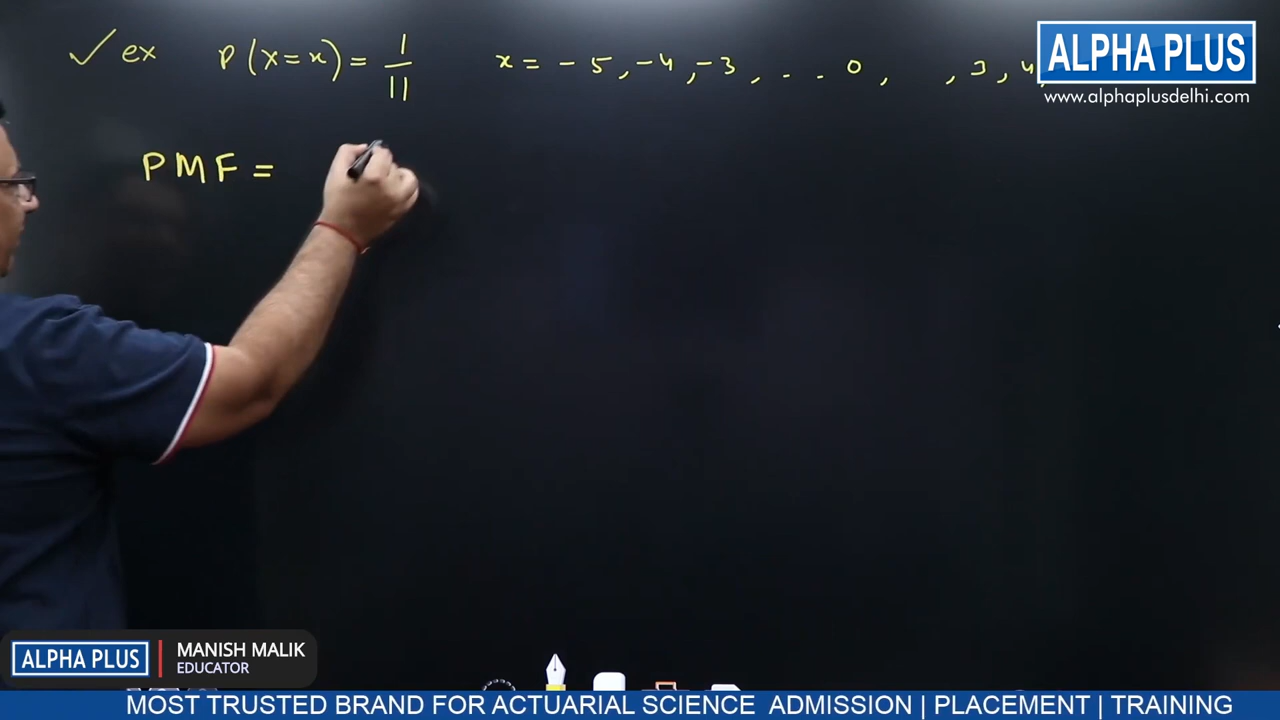 ✓ ex P(X=x) = 1/11 x = -5, -4, -3, .. 0, , 3, 4,
ALPHA PLUS
www.alphaplusdelhi.com
PMF =
ALPHA PLUS
MANISH MALIK
EDUCATOR
MOST TRUSTED BRAND FOR ACTUARIAL SCIENCE ADMISSION | PLACEMENT | TRAINING